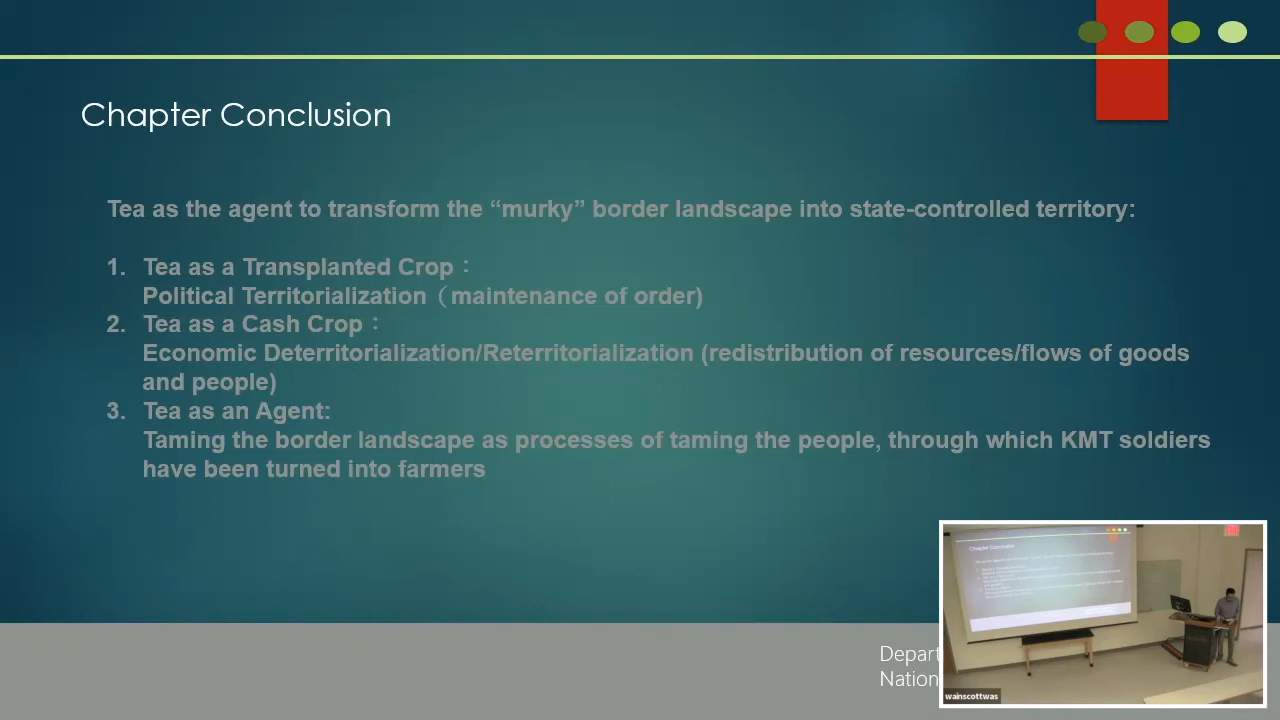 Chapter Conclusion
Tea as the agent to transform the “murky” border landscape into state-controlled territory:
1. Tea as a Transplanted Crop：
Political Territorialization（maintenance of order)
2. Tea as a Cash Crop：
Economic Deterritorialization/Reterritorialization (redistribution of resources/flows of goods
and people)
3. Tea as an Agent:
Taming the border landscape as processes of taming the people, through which KMT soldiers
have been turned into farmers
Depart
Nation
Chapter Conclusion
wainscottwas